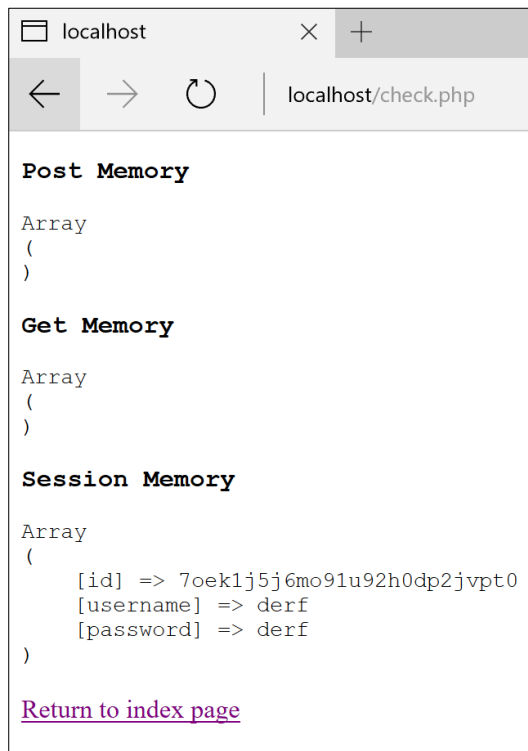 localhost
localhost/check.php
Post Memory
Array
(
)
Get Memory
Array
(
)
Session Memory
Array
(
[id] => 7oek1j5j6mo91u92h0dp2jvpt0
[username] => derf
[password] => derf
)
Return to index page